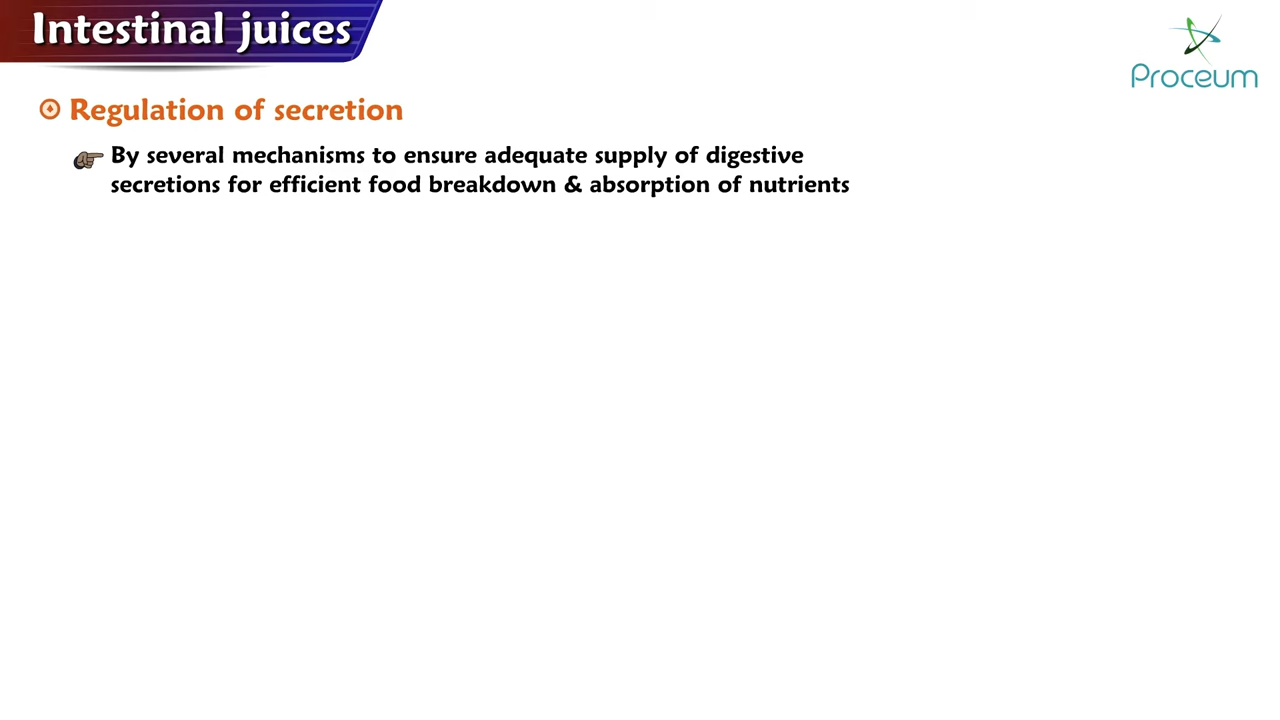 Intestinal juices
Proceum
Regulation of secretion
By several mechanisms to ensure adequate supply of digestive
secretions for efficient food breakdown & absorption of nutrients